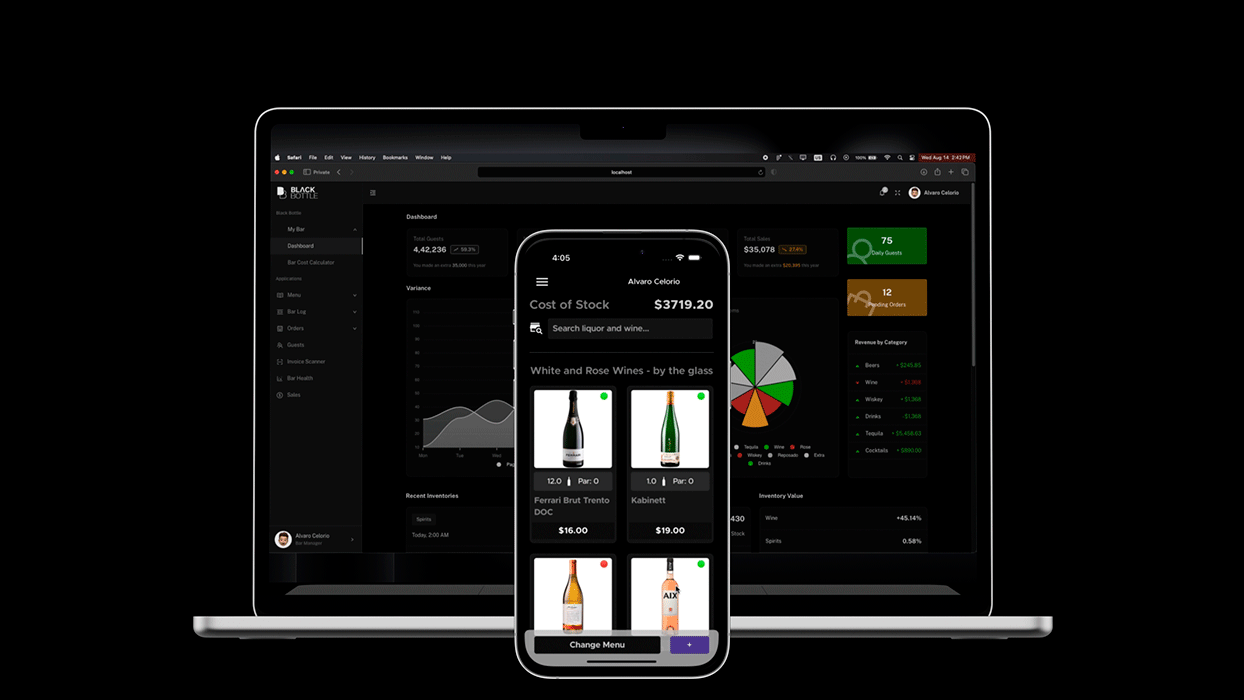 Safari File Edit View History Bookmarks Window Help
100%
Wed Aug 14 2:42 PM
Private
localhost
BLACK
BOTTLE
Alvaro Celorio
Black Bottle
My Bar
Dashboard
Bar Cost Calculator
Applications
Menu
Bar Log
Orders
Guests
Invoice Scanner
Bar Health
Sales
Alvaro Celorio
Bar Manager
Dashboard
Total Guests
4,42,236
59.3%
You made an extra 35,000 this year
Variance
Mon
Tue
Wed
Recent Inventories
Spirits
Today, 2:00 AM
Total Sales
$35,078
27.4%
You made an extra $20,395 this year
75
Daily Guests
12
Pending Orders
Tequila Wine Rose
Wiskey Reposado Extra
Drinks
Revenue by Category
Beers + $245.85
Wine + $1,368
Wiskey + $1,368
Drinks -$1,368
Tequila + $5,458.63
Cocktails + $890.00
Inventory Value
Wine +45.14%
Spirits 0.58%
430
Stock
4:05
Alvaro Celorio
Cost of Stock $3719.20
Search liquor and wine...
White and Rose Wines - by the glass
12.0 Par: 0
Ferrari Brut Trento
DOC
$16.00
1.0 Par: 0
Kabinett
$19.00
AIX
Change Menu
+